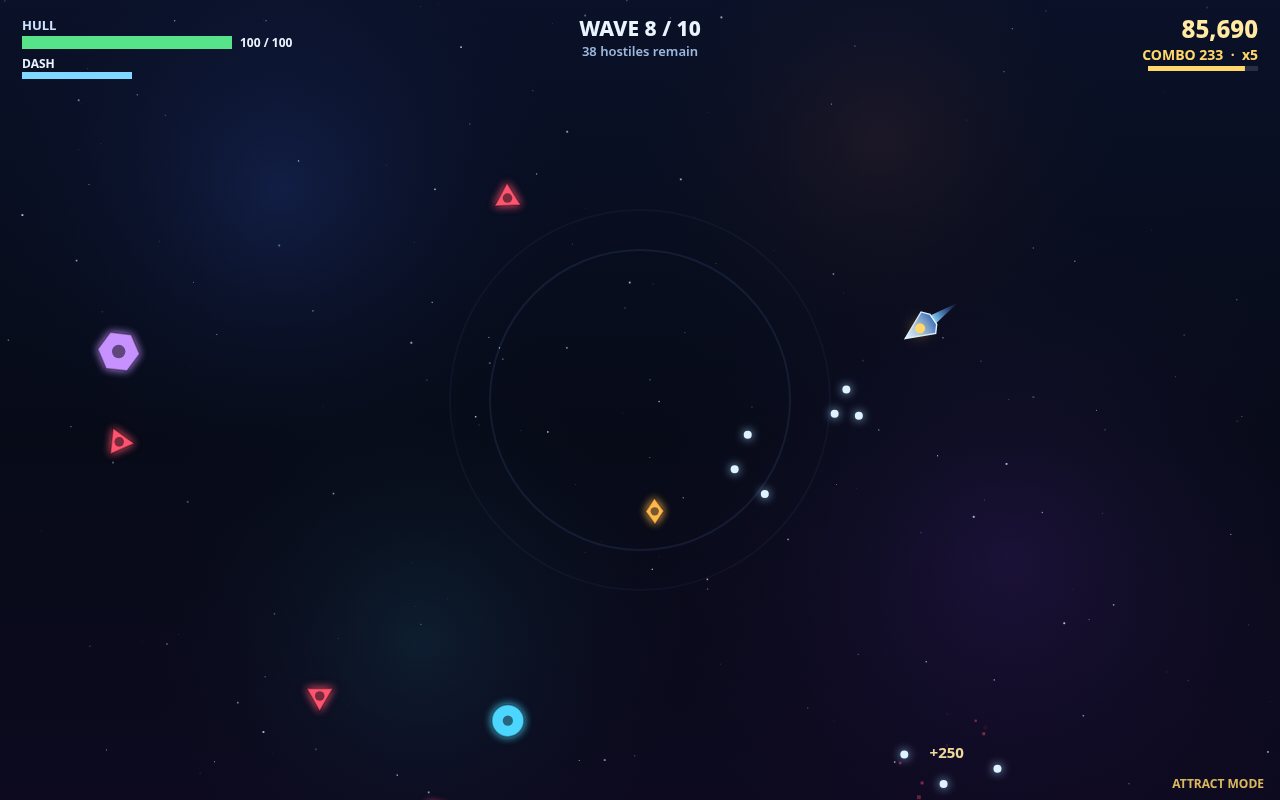 HULL
100 / 100
DASH
WAVE 8 / 10
38 hostiles remain
85,690
COMBO 233 · x5
+250
ATTRACT MODE